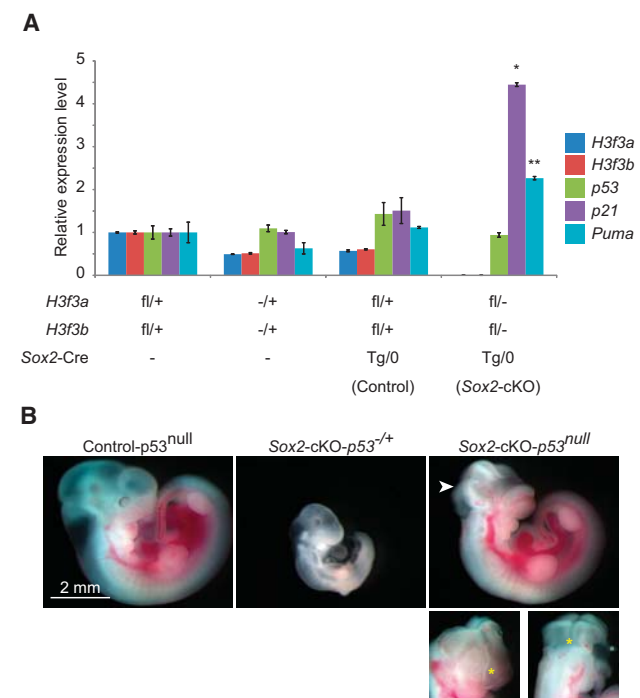 A
Relative expression level
5
4
3
2
1
0
*
**
H3f3a
H3f3b
p53
p21
Puma
H3f3a fl/+ -/+ fl/+ fl/-
H3f3b fl/+ -/+ fl/+ fl/-
Sox2-Cre - - Tg/0 Tg/0
(Control) (Sox2-cKO)
B
Control-p53null Sox2-cKO-p53-/+ Sox2-cKO-p53null
2 mm
* *